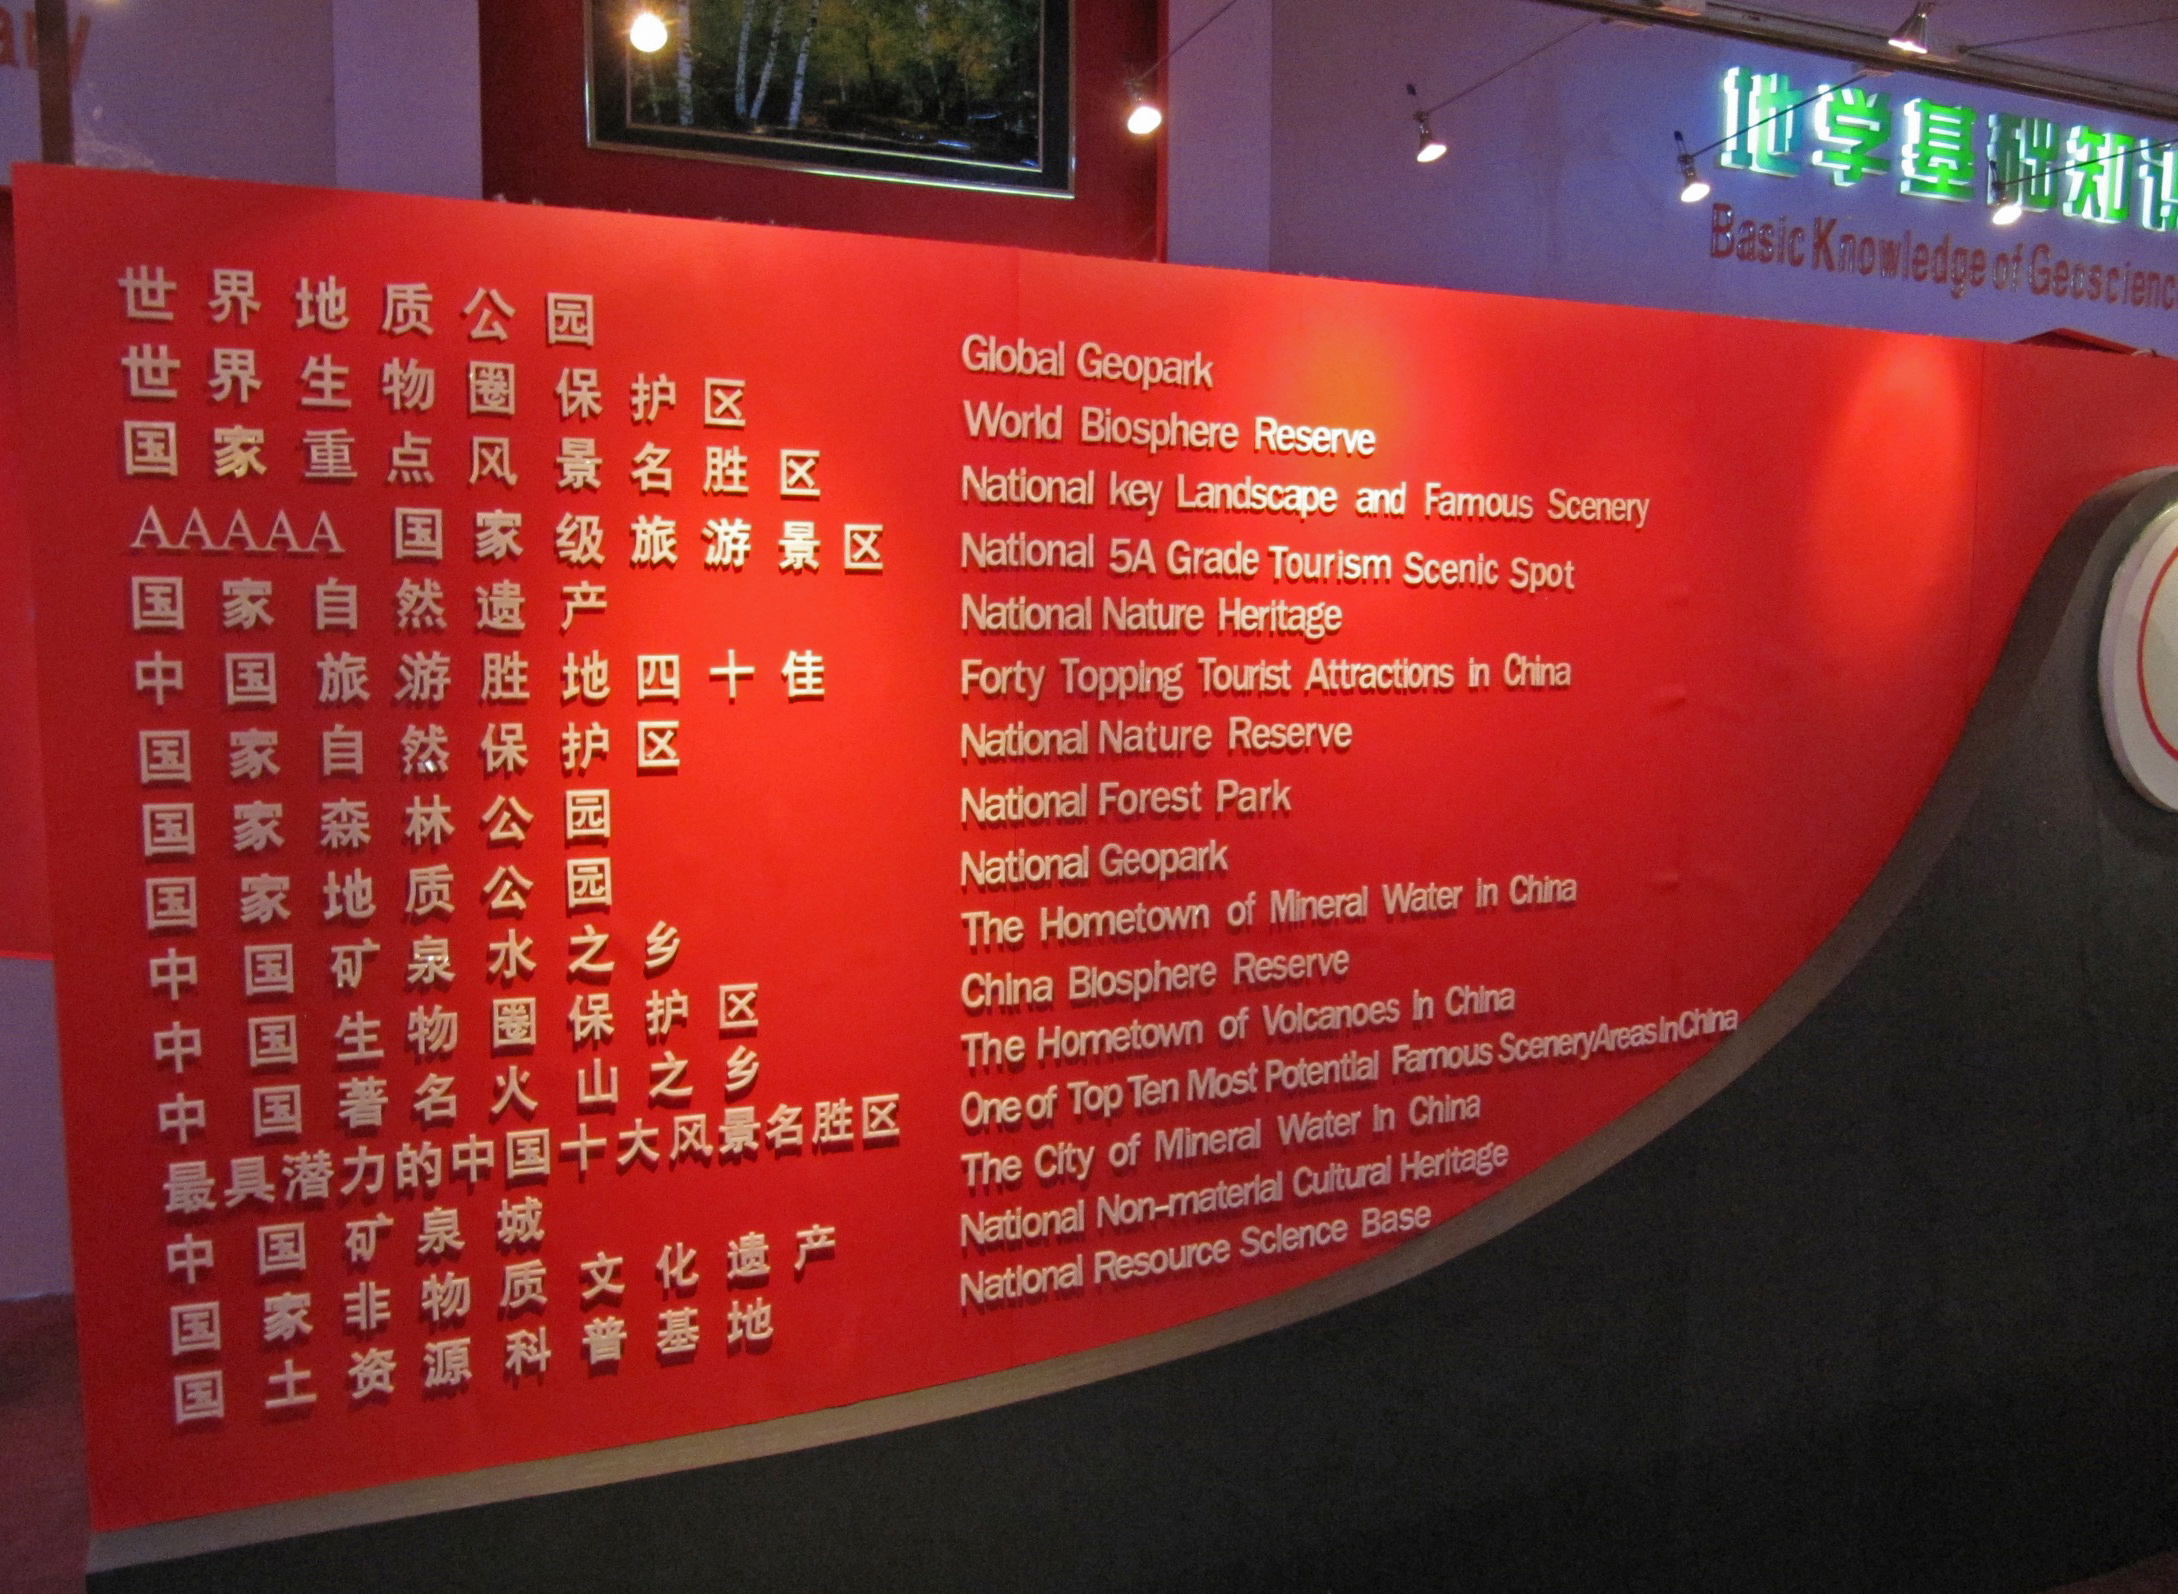 地学基础知识
Basic Knowledge of Geoscience
世界地质公园
世界生物圈保护区
国家重点风景名胜区
AAAAA 国家级旅游景区
国家自然遗产
中国旅游胜地四十佳
国家自然保护区
国家森林公园
国家地质公园
中国矿泉水之乡
中国生物圈保护区
中国著名火山之乡
最具潜力的中国十大风景名胜区
中国矿泉城
国家非物质文化遗产
国土资源科普基地
Global Geopark
World Biosphere Reserve
National key Landscape and Famous Scenery
National 5A Grade Tourism Scenic Spot
National Nature Heritage
Forty Topping Tourist Attractions in China
National Nature Reserve
National Forest Park
National Geopark
The Hometown of Mineral Water in China
China Biosphere Reserve
The Hometown of Volcanoes in China
One of Top Ten Most Potential Famous Scenery Areas in China
The City of Mineral Water in China
National Non-material Cultural Heritage
National Resource Science Base